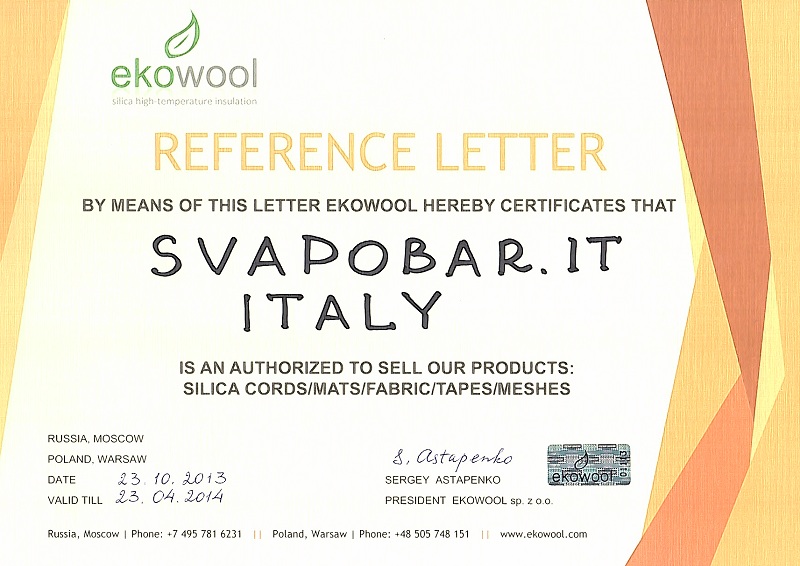 ekowool
silica high-temperature insulation
REFERENCE LETTER
BY MEANS OF THIS LETTER EKOWOOL HEREBY CERTIFICATES THAT
SVAPOBAR.IT
ITALY
IS AN AUTHORIZED TO SELL OUR PRODUCTS:
SILICA CORDS/MATS/FABRIC/TAPES/MESHES
RUSSIA, MOSCOW
POLAND, WARSAW
DATE 23.10.2013
VALID TILL 23.04.2014
S. Astapenko
SERGEY ASTAPENKO
PRESIDENT EKOWOOL sp. z o.o.
ekowool
Russia, Moscow | Phone: +7 495 781 6231 || Poland, Warsaw | Phone: +48 505 748 151 || www.ekowool.com